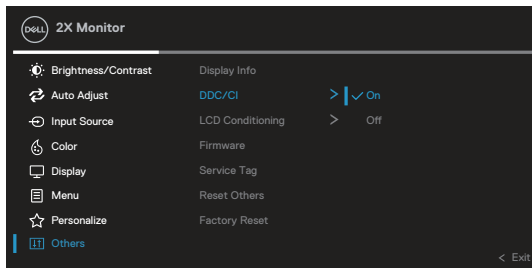 DELL 2X Monitor
Brightness/Contrast Display Info
Auto Adjust DDC/CI > ✓ On
Input Source LCD Conditioning > Off
Color Firmware
Display Service Tag
Menu Reset Others
Personalize Factory Reset
Others
< Exit